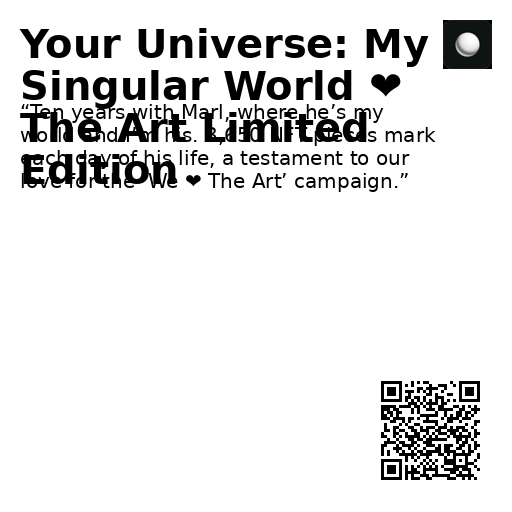 Your Universe: My
Singular World ❤
The Art Limited
Edition
“Ten years with Marl, where he’s my
world and I’m his. 3,650 NFT pieces mark
each day of his life, a testament to our
love for the ‘We ❤ The Art’ campaign.”